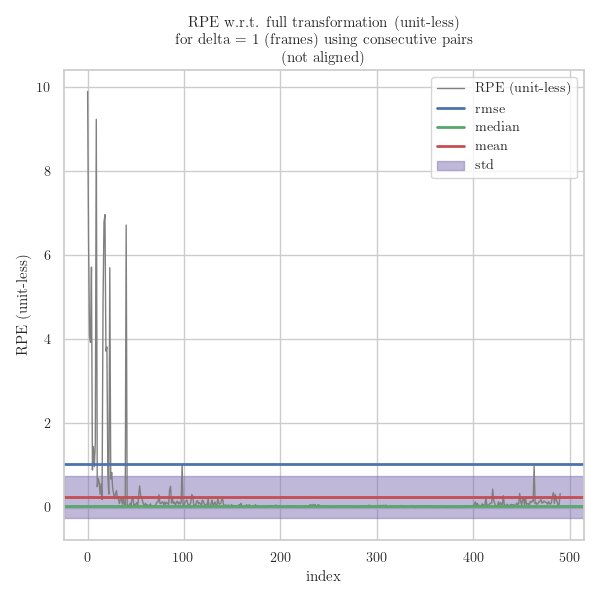 RPE w.r.t. full transformation (unit-less)
for delta = 1 (frames) using consecutive pairs
(not aligned)
RPE (unit-less)
rmse
median
mean
std
RPE (unit-less)
10
8
6
4
2
0
0
100
200
300
400
500
index